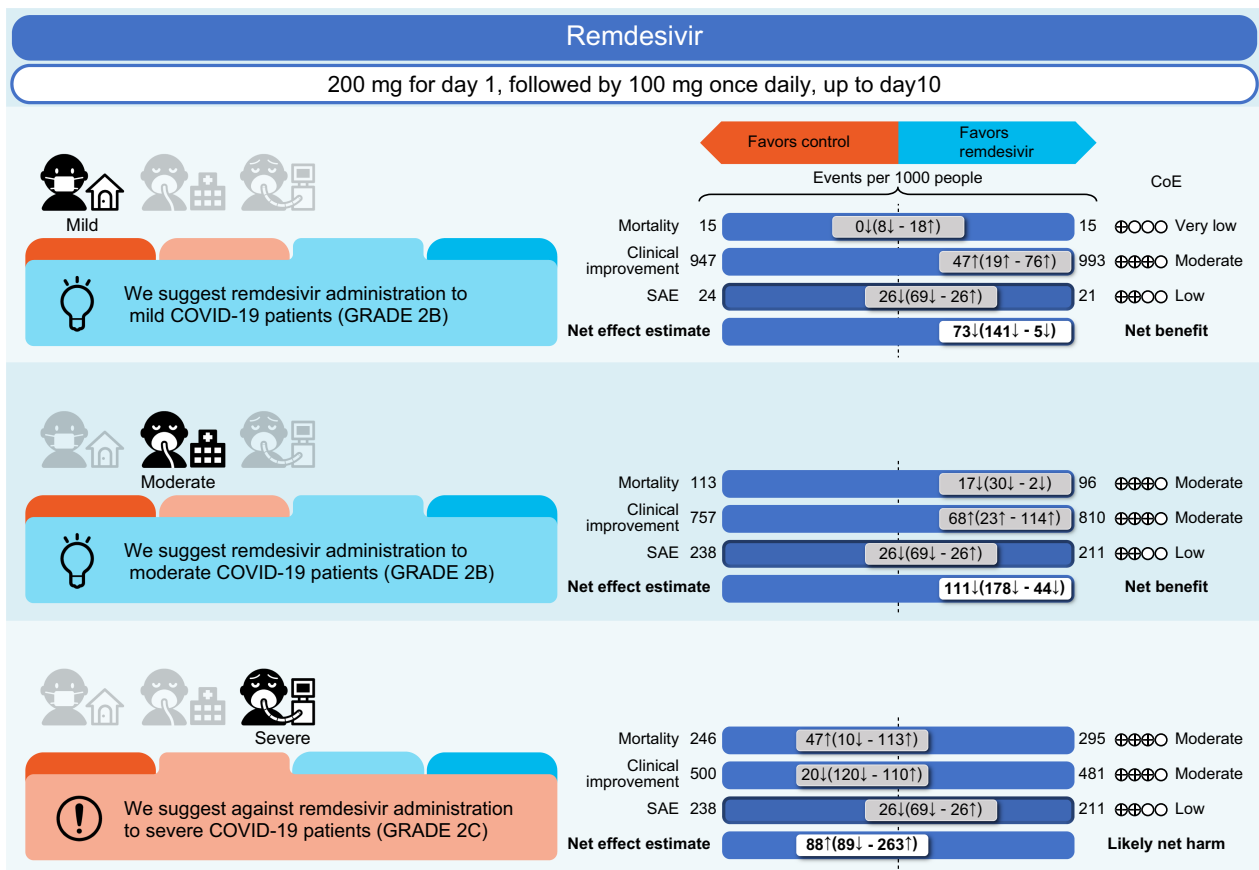 Remdesivir
200 mg for day 1, followed by 100 mg once daily, up to day10
Favors control
Favors
remdesivir
Events per 1000 people
CoE
Mild
We suggest remdesivir administration to
mild COVID-19 patients (GRADE 2B)
Mortality 15 0↓(8↓ - 18↑) 15 ⊕○○○ Very low
Clinical
improvement 947 47↑(19↑ - 76↑) 993 ⊕⊕⊕○ Moderate
SAE 24 26↓(69↓ - 26↑) 21 ⊕⊕○○ Low
Net effect estimate 73↓(141↓ - 5↓) Net benefit
Moderate
We suggest remdesivir administration to
moderate COVID-19 patients (GRADE 2B)
Mortality 113 17↓(30↓ - 2↓) 96 ⊕⊕⊕○ Moderate
Clinical
improvement 757 68↑(23↑ - 114↑) 810 ⊕⊕⊕○ Moderate
SAE 238 26↓(69↓ - 26↑) 211 ⊕⊕○○ Low
Net effect estimate 111↓(178↓ - 44↓) Net benefit
Severe
We suggest against remdesivir administration
to severe COVID-19 patients (GRADE 2C)
Mortality 246 47↑(10↓ - 113↑) 295 ⊕⊕⊕○ Moderate
Clinical
improvement 500 20↓(120↓ - 110↑) 481 ⊕⊕⊕○ Moderate
SAE 238 26↓(69↓ - 26↑) 211 ⊕⊕○○ Low
Net effect estimate 88↑(89↓ - 263↑) Likely net harm